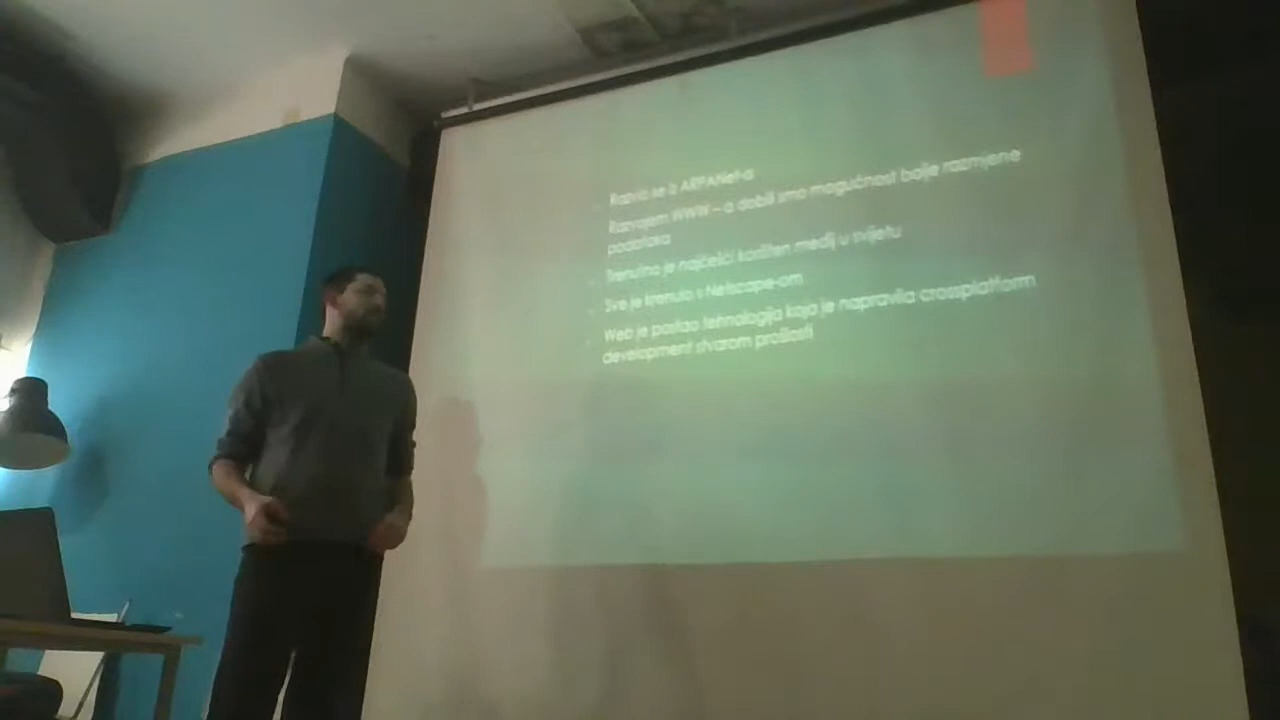 Razvio se iz ARPANet-a
Razvojem WWW – a dobili smo mogućnost bolje razmjene
podataka
Trenutno je najčešći korišten medij u svijetu
Sve je krenulo s Netscape-om
Web je postao tehnologija koja je napravila crossplatform
development stvarom prošlosti